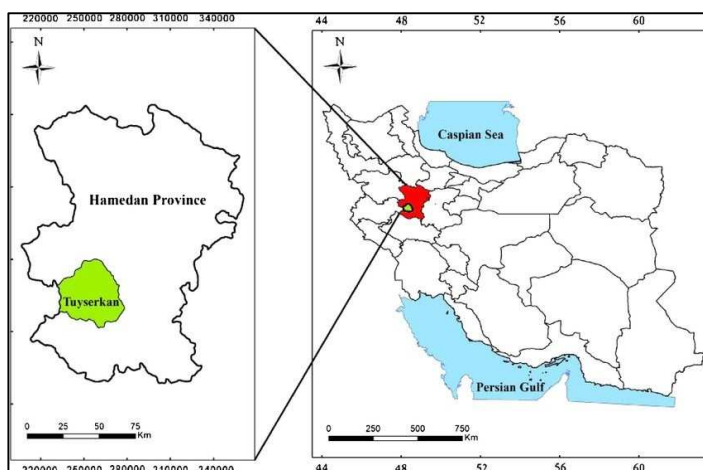 220000 250000 280000 310000 340000
N
Hamedan Province
Tuyserkan
0 25 50 75
Km
220000 250000 280000 310000 340000
44 48 52 56 60
N
Caspian Sea
Persian Gulf
0 250 500 750
Km
44 48 52 56 60